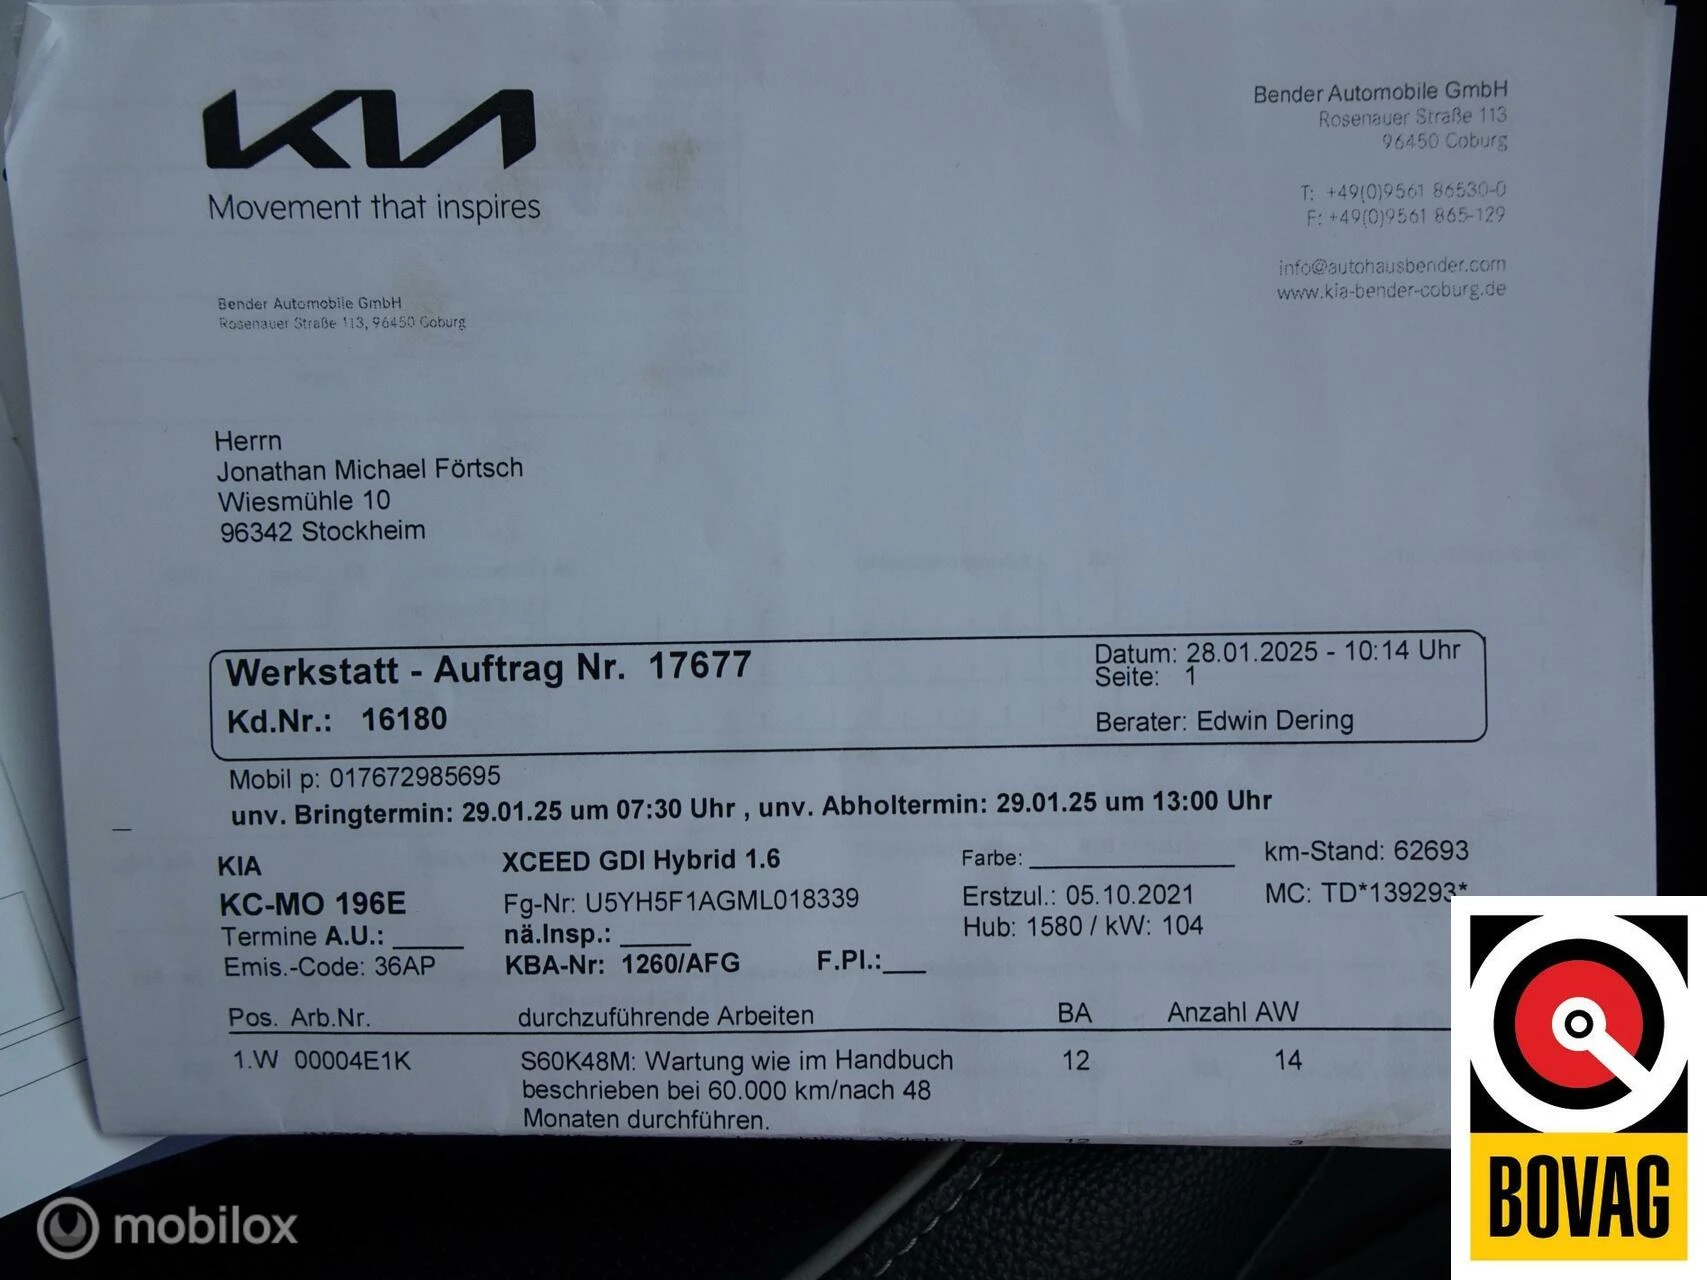 KIA
Movement that inspires
Bender Automobile GmbH
Rosenauer Straße 113
96450 Coburg
T: +49(0)9561 86530-0
F: +49(0)9561 865-129
info@autohausbender.com
www.kia-bender-coburg.de
Bender Automobile GmbH
Rosenauer Straße 113, 96450 Coburg
Herrn
Jonathan Michael Förtsch
Wiesmühle 10
96342 Stockheim
Werkstatt - Auftrag Nr. 17677
Datum: 28.01.2025 - 10:14 Uhr
Seite: 1
Kd.Nr.: 16180
Berater: Edwin Dering
Mobil p: 017672985695
unv. Bringtermin: 29.01.25 um 07:30 Uhr , unv. Abholtermin: 29.01.25 um 13:00 Uhr
KIA XCEED GDI Hybrid 1.6 Farbe: km-Stand: 62693
KC-MO 196E Fg-Nr: U5YH5F1AGML018339 Erstzul.: 05.10.2021 MC: TD*139293*
Termine A.U.: nä.Insp.: Hub: 1580 / kW: 104
Emis.-Code: 36AP KBA-Nr: 1260/AFG F.Pl.:
Pos. Arb.Nr. durchzuführende Arbeiten BA Anzahl AW
1.W 00004E1K S60K48M: Wartung wie im Handbuch 12 14
beschrieben bei 60.000 km/nach 48
Monaten durchführen.
mobilox
BOVAG